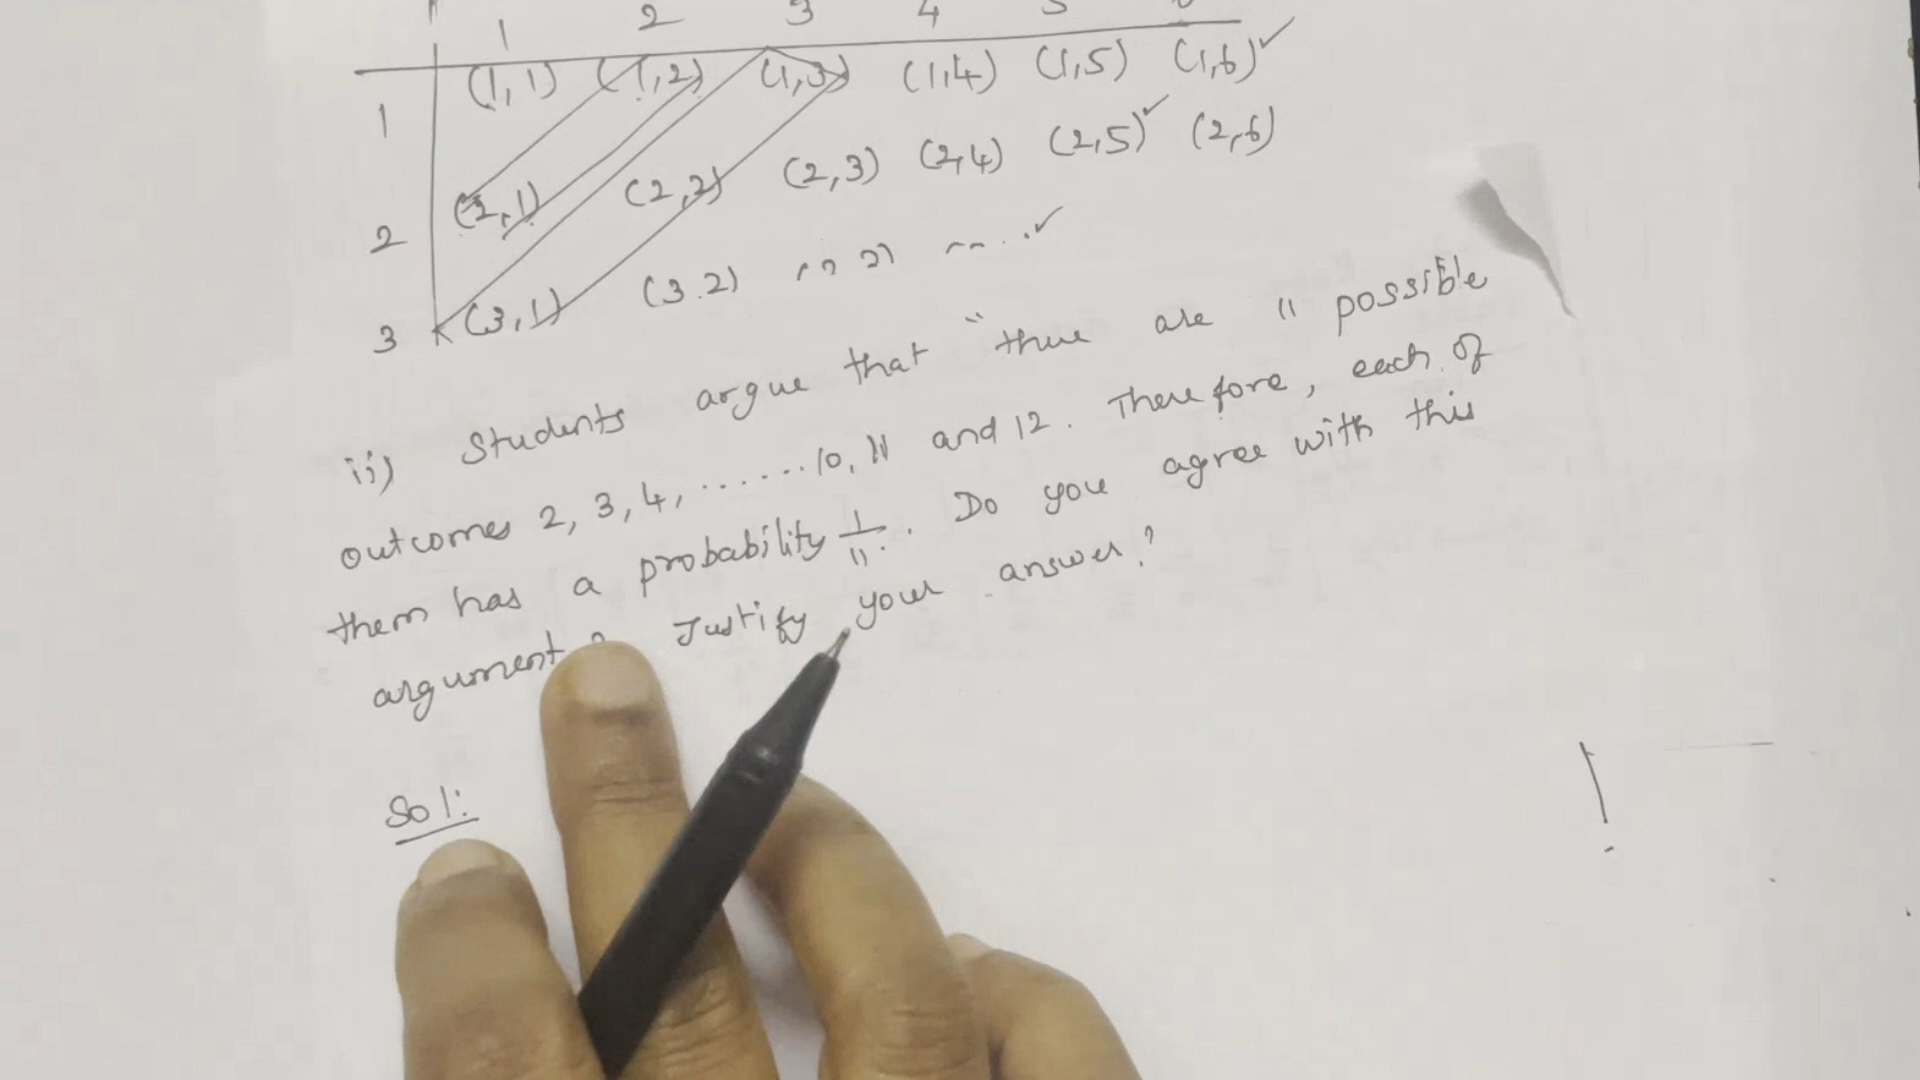 1 2 3 4 5
1 (1,1) (1,2) (1,3) (1,4) (1,5) (1,6) ✓
2 (2,1) (2,2) (2,3) (2,4) (2,5) ✓ (2,6)
3 (3,1) (3.2) .... ✓
ii) Students argue that "there are 11 possible
outcomes 2, 3, 4, ......10, 11 and 12. Therefore, each of
them has a probability 1/11. Do you agree with this
argument Justify your answer?
Sol: